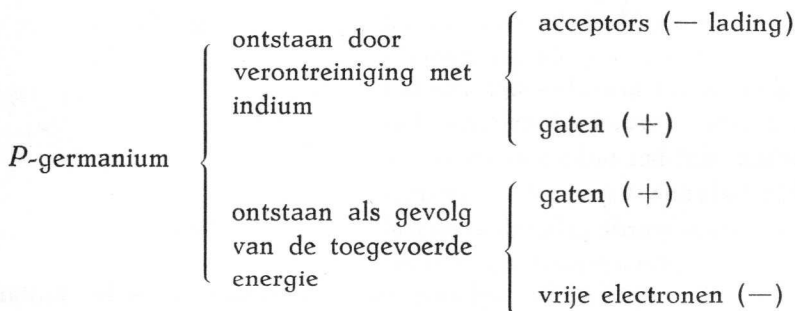 P-germanium
ontstaan door
verontreiniging met
indium
acceptors (— lading)
gaten (+)
ontstaan als gevolg
van de toegevoerde
energie
gaten (+)
vrije electronen (—)